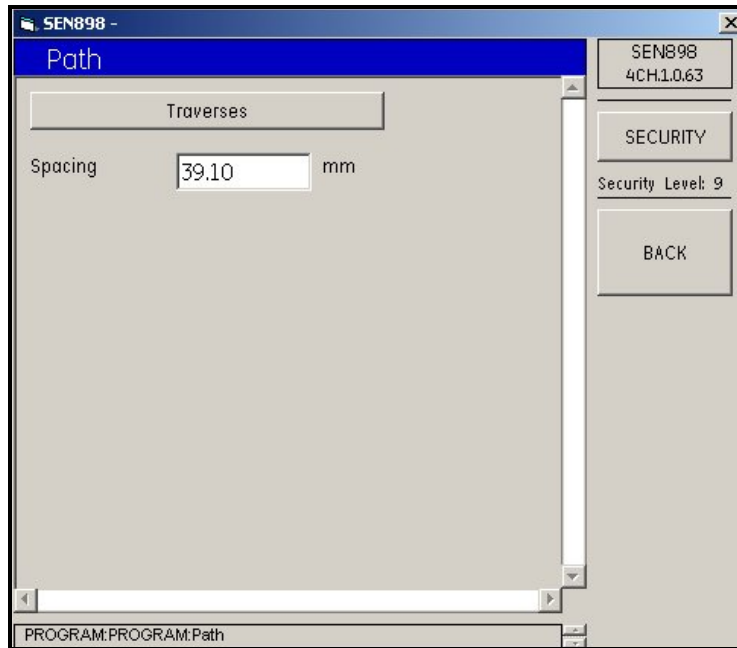 SEN898 -
Path
SEN898
4CH.1.0.63
Traverses
SECURITY
Spacing 39.10 mm
Security Level: 9
BACK
PROGRAM:PROGRAM:Path